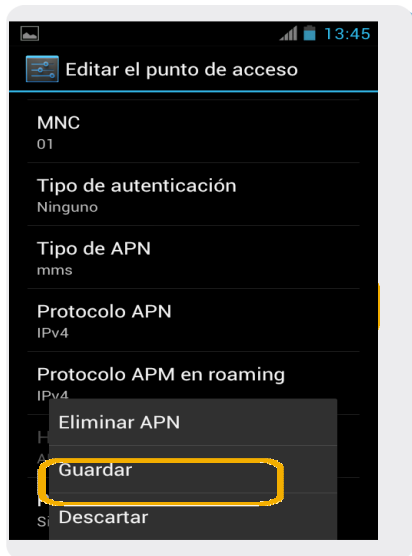 13:45
Editar el punto de acceso
MNC
01
Tipo de autenticación
Ninguno
Tipo de APN
mms
Protocolo APN
IPv4
Protocolo APM en roaming
IPv4
Eliminar APN
Guardar
Descartar